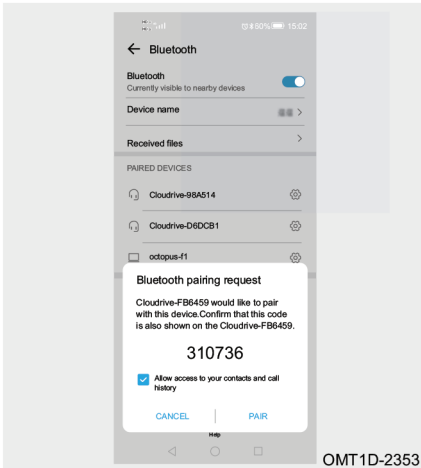 50% 15:02
Bluetooth
Bluetooth
Currently visible to nearby devices
Device name
Received files
PAIRED DEVICES
Cloudrive-98A514
Cloudrive-D6DCB1
octopus-f1
Bluetooth pairing request
Cloudrive-FB6459 would like to pair
with this device.Confirm that this code
is also shown on the Cloudrive-FB6459.
310736
Allow access to your contacts and call
history
CANCEL PAIR
Help
OMT1D-2353